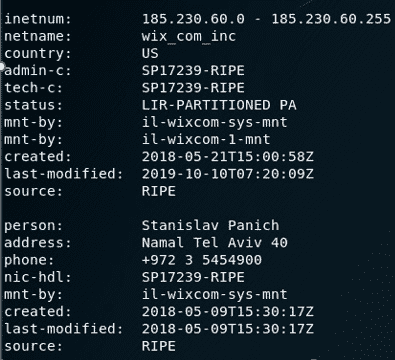 inetnum: 185.230.60.0 - 185.230.60.255
netname: wix_com_inc
country: US
admin-c: SP17239-RIPE
tech-c: SP17239-RIPE
status: LIR-PARTITIONED PA
mnt-by: il-wixcom-sys-mnt
mnt-by: il-wixcom-1-mnt
created: 2018-05-21T15:00:58Z
last-modified: 2019-10-10T07:20:09Z
source: RIPE
person: Stanislav Panich
address: Namal Tel Aviv 40
phone: +972 3 5454900
nic-hdl: SP17239-RIPE
mnt-by: il-wixcom-sys-mnt
created: 2018-05-09T15:30:17Z
last-modified: 2018-05-09T15:30:17Z
source: RIPE